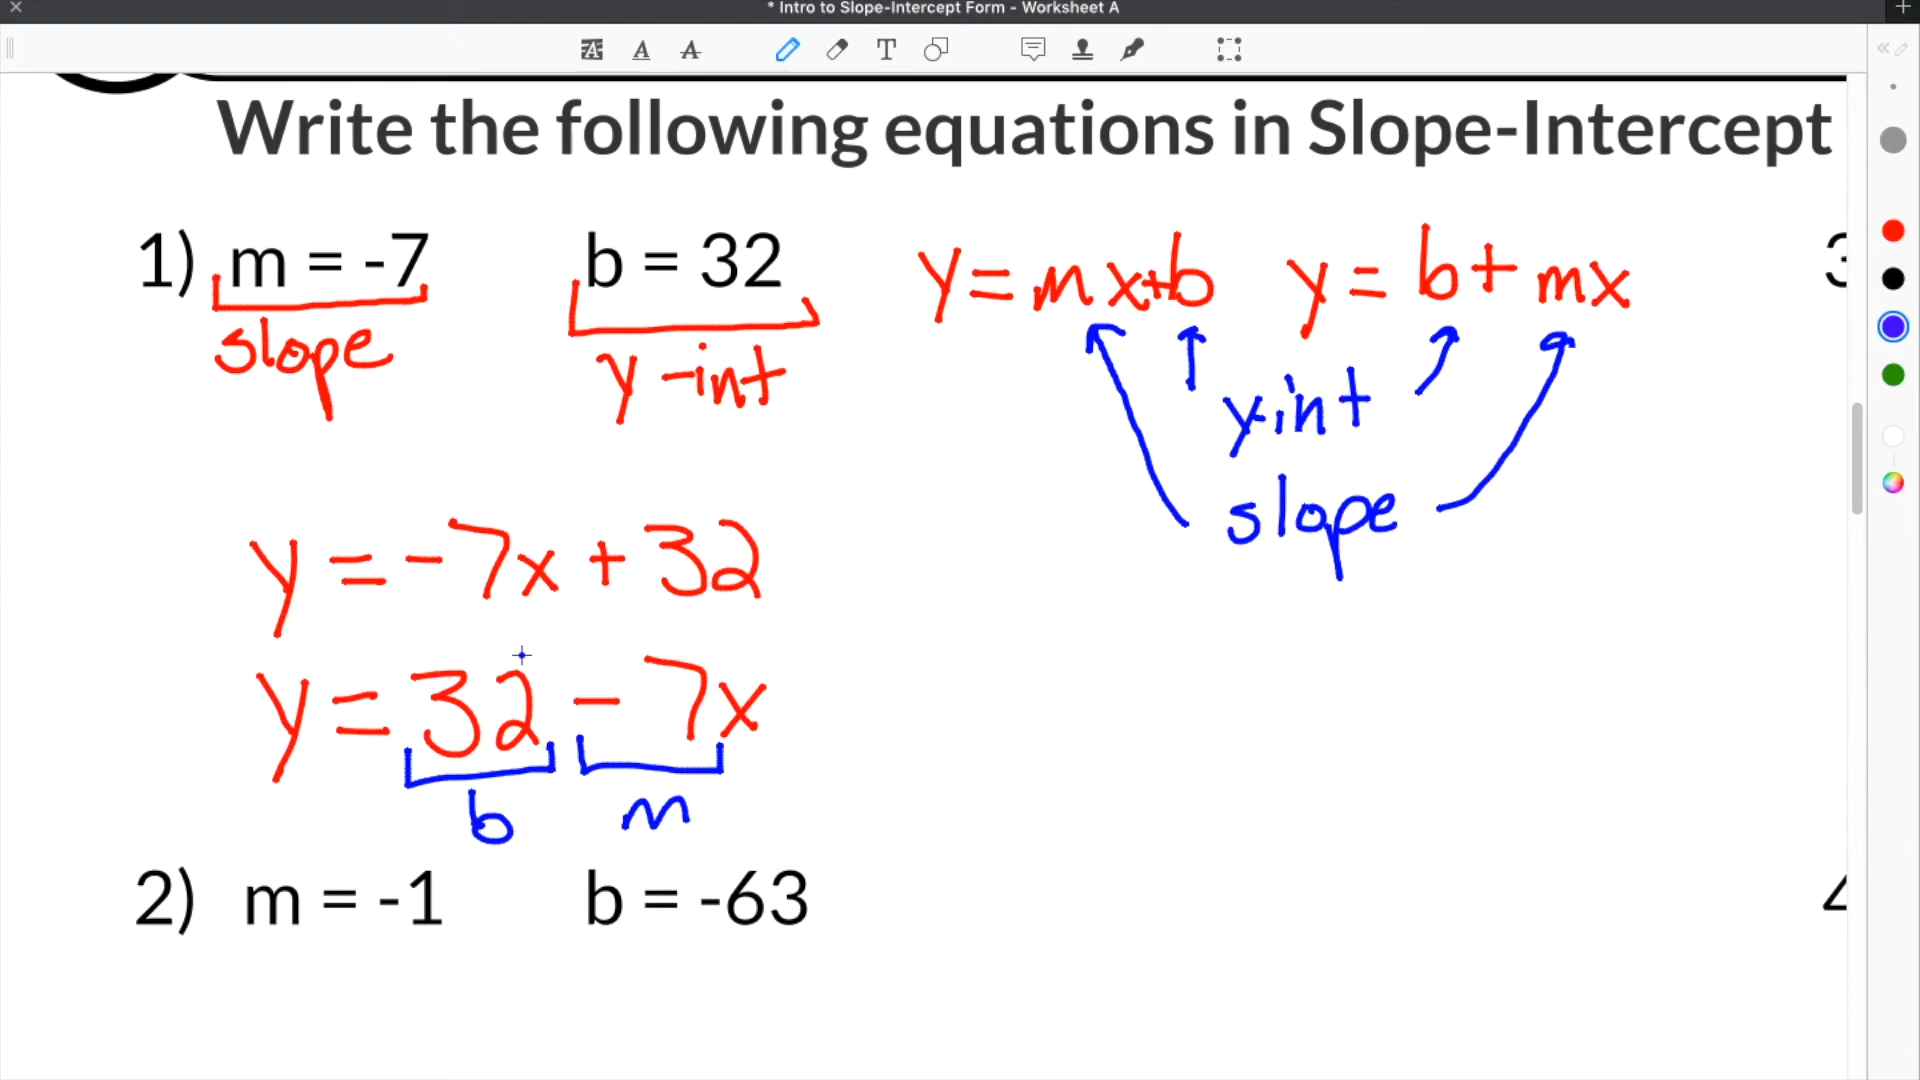 * Intro to Slope-Intercept Form - Worksheet A
A A A T
Write the following equations in Slope-Intercept
1) m = -7 b = 32 y = mx+b y = b + mx
slope y-int
y-int
slope
y = -7x + 32
y = 32 - 7x
b m
2) m = -1 b = -63